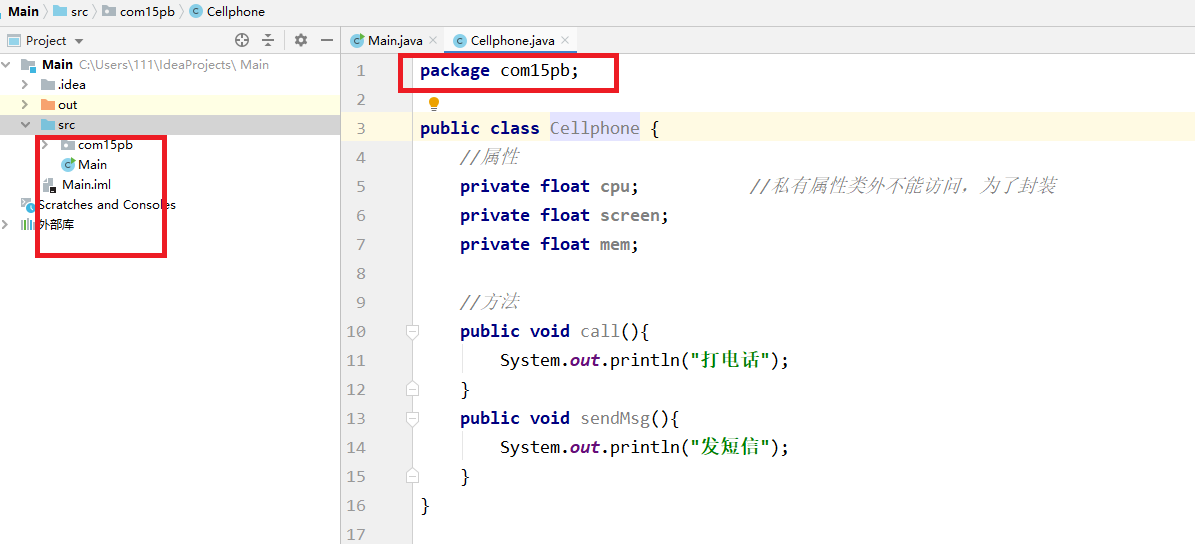 Main src com15pb Cellphone
Project
Main.java
Cellphone.java
Main C:\Users\111\IdeaProjects\ Main
.idea
out
src
com15pb
Main
Main.iml
Scratches and Consoles
外部库
1 package com15pb;
2
3 public class Cellphone {
4 //属性
5 private float cpu; //私有属性类外不能访问，为了封装
6 private float screen;
7 private float mem;
8
9 //方法
10 public void call(){
11 System.out.println("打电话");
12 }
13 public void sendMsg(){
14 System.out.println("发短信");
15 }
16 }
17